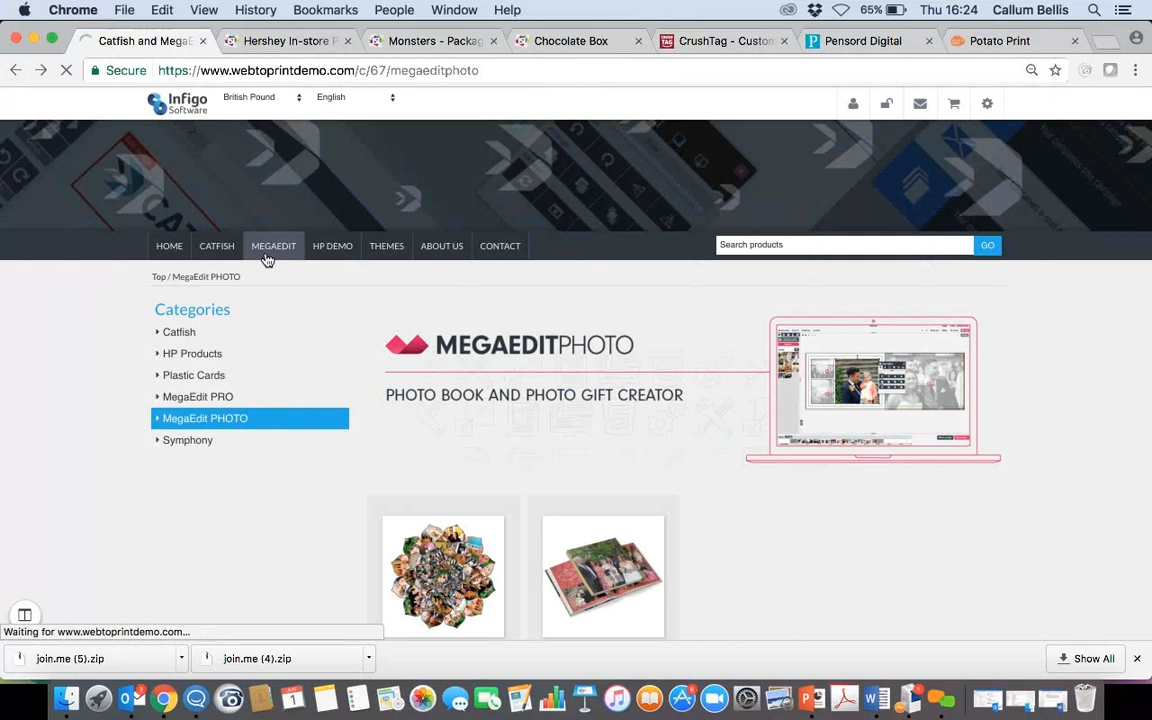 Chrome File Edit View History Bookmarks People Window Help 65% Thu 16:24 Callum Bellis
Catfish and MegaE Hershey In-store P Monsters - Packag Chocolate Box CrushTag - Custom Pensord Digital Potato Print
Secure https://www.webtoprintdemo.com/c/67/megaeditphoto
Infigo Software British Pound English
HOME CATFISH MEGAEDIT HP DEMO THEMES ABOUT US CONTACT Search products GO
Top / MegaEdit PHOTO
Categories
Catfish
HP Products
Plastic Cards
MegaEdit PRO
MegaEdit PHOTO
Symphony
MEGAEDITPHOTO
PHOTO BOOK AND PHOTO GIFT CREATOR
Waiting for www.webtoprintdemo.com...
join.me (5).zip join.me (4).zip Show All